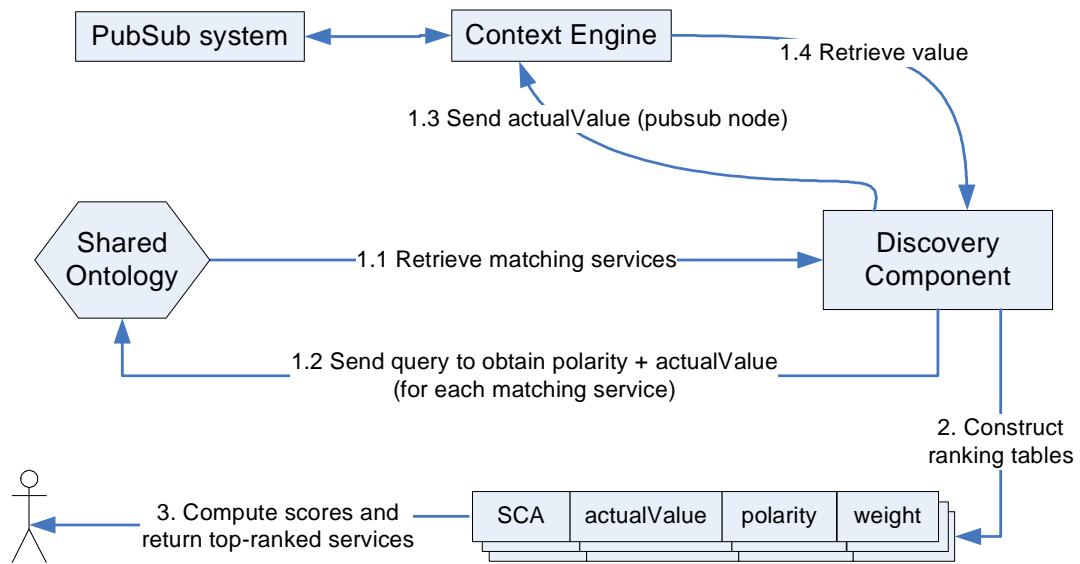 PubSub system
Context Engine
1.4 Retrieve value
1.3 Send actualValue (pubsub node)
Shared
Ontology
1.1 Retrieve matching services
Discovery
Component
1.2 Send query to obtain polarity + actualValue
(for each matching service)
2. Construct
ranking tables
3. Compute scores and
return top-ranked services
SCA actualValue polarity weight